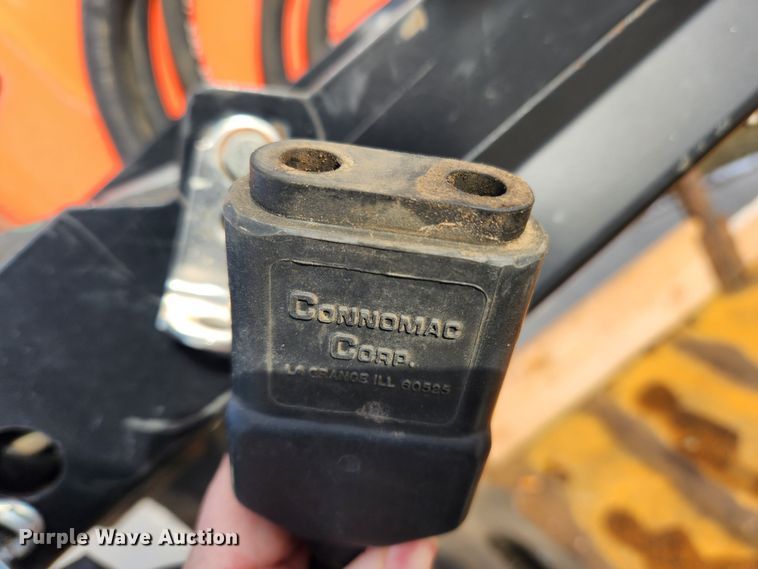 CONNOMAC
CORP.
LA GRANGE ILL 60525
Purple Wave Auction